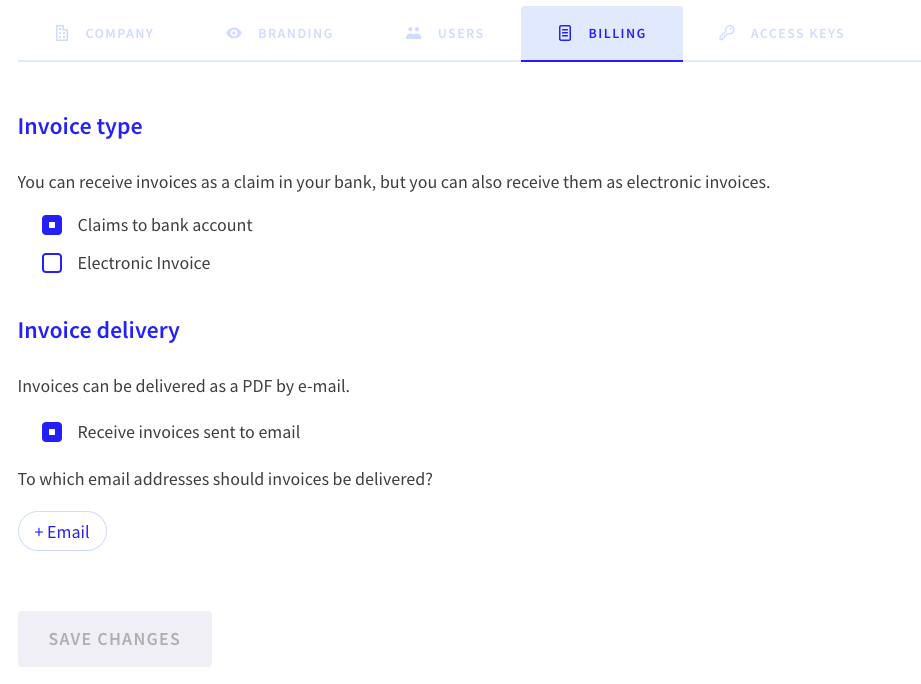 COMPANY BRANDING USERS BILLING ACCESS KEYS
Invoice type
You can receive invoices as a claim in your bank, but you can also receive them as electronic invoices.
Claims to bank account
Electronic Invoice
Invoice delivery
Invoices can be delivered as a PDF by e-mail.
Receive invoices sent to email
To which email addresses should invoices be delivered?
+ Email
SAVE CHANGES